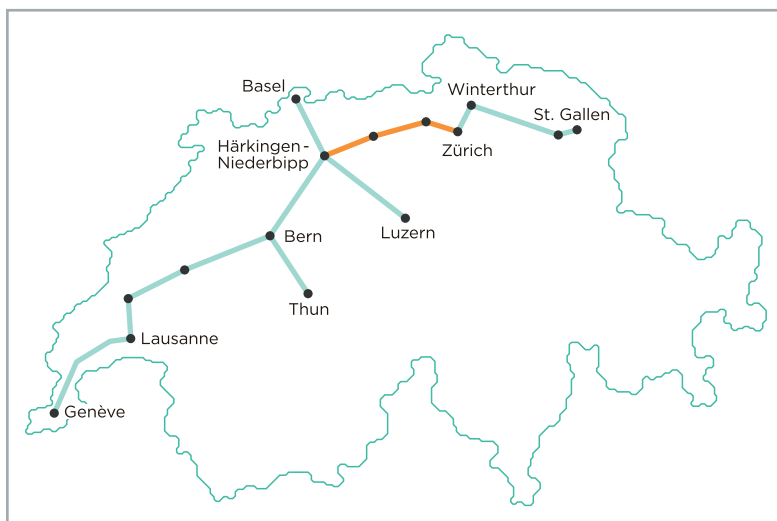 Basel
Winterthur
St. Gallen
Härkingen-
Niederbipp
Zürich
Bern
Luzern
Thun
Lausanne
Genève